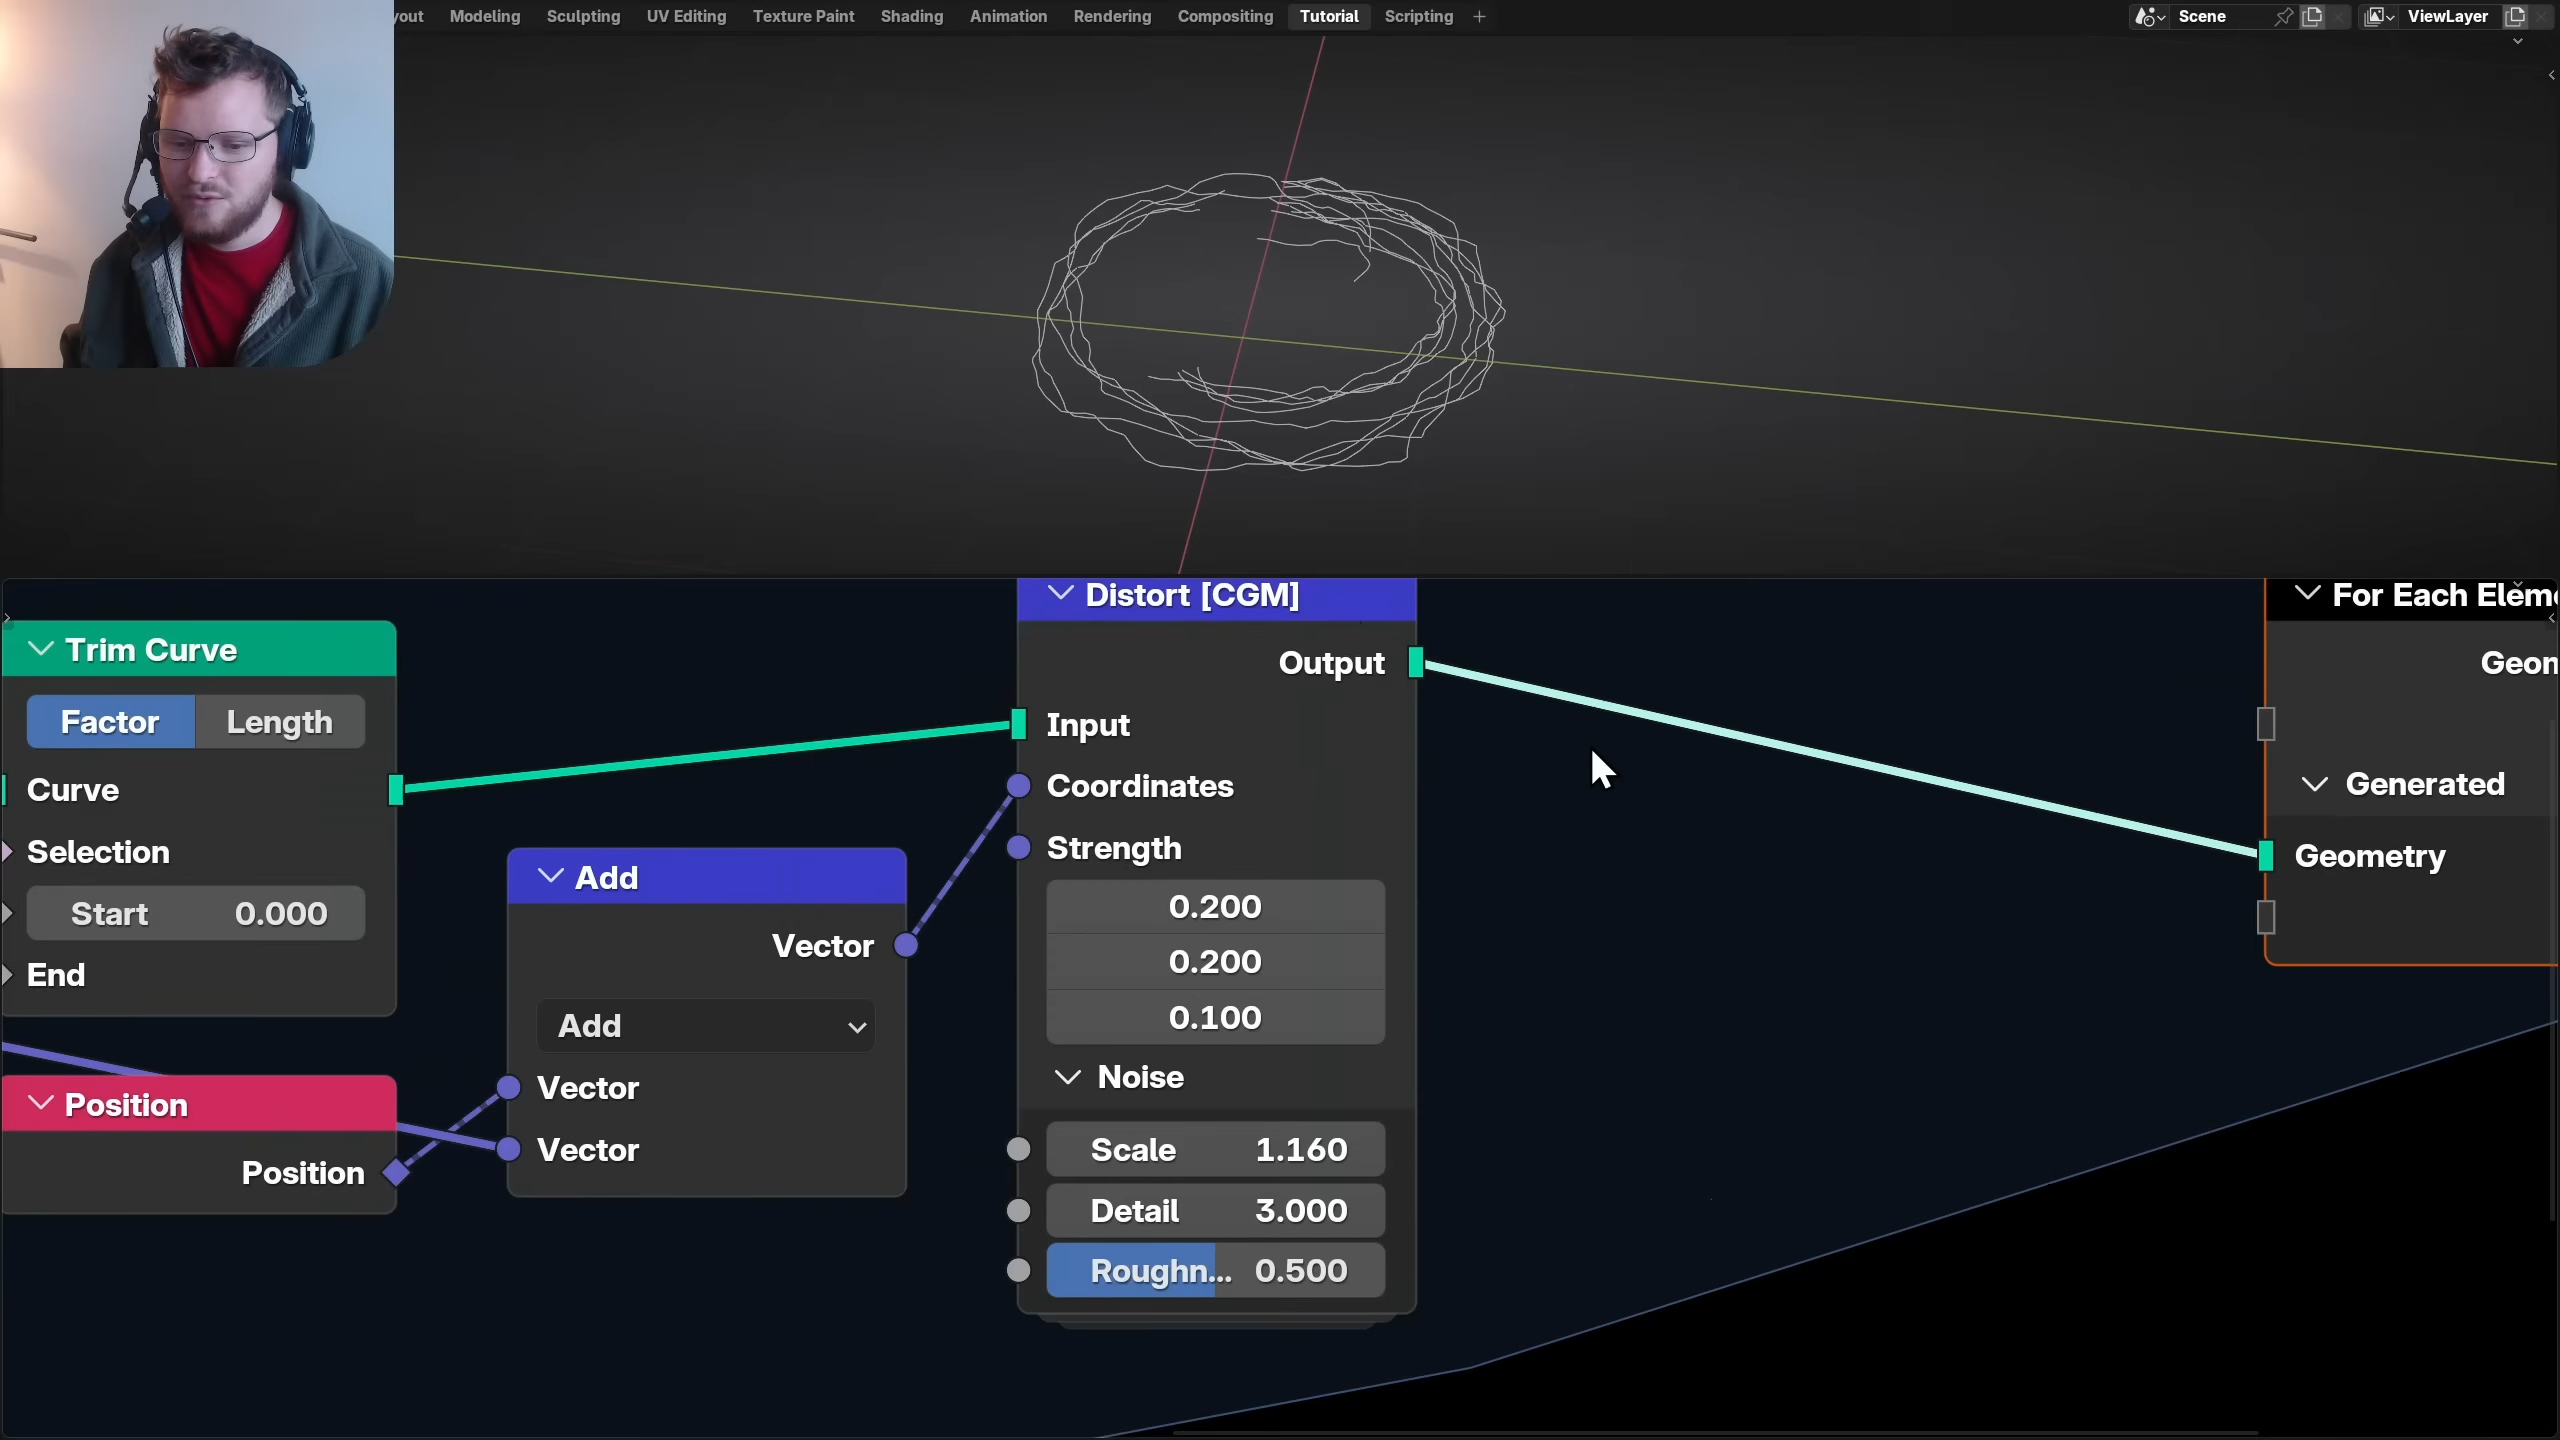 yout Modeling Sculpting UV Editing Texture Paint Shading Animation Rendering Compositing Tutorial Scripting +
Scene
ViewLayer
Trim Curve
Factor Length
Curve
Selection
Start 0.000
End
Position
Position
Add
Vector
Add
Vector
Vector
Distort [CGM]
Output
Input
Coordinates
Strength
0.200
0.200
0.100
Noise
Scale 1.160
Detail 3.000
Roughn... 0.500
For Each Eleme
Geom
Generated
Geometry